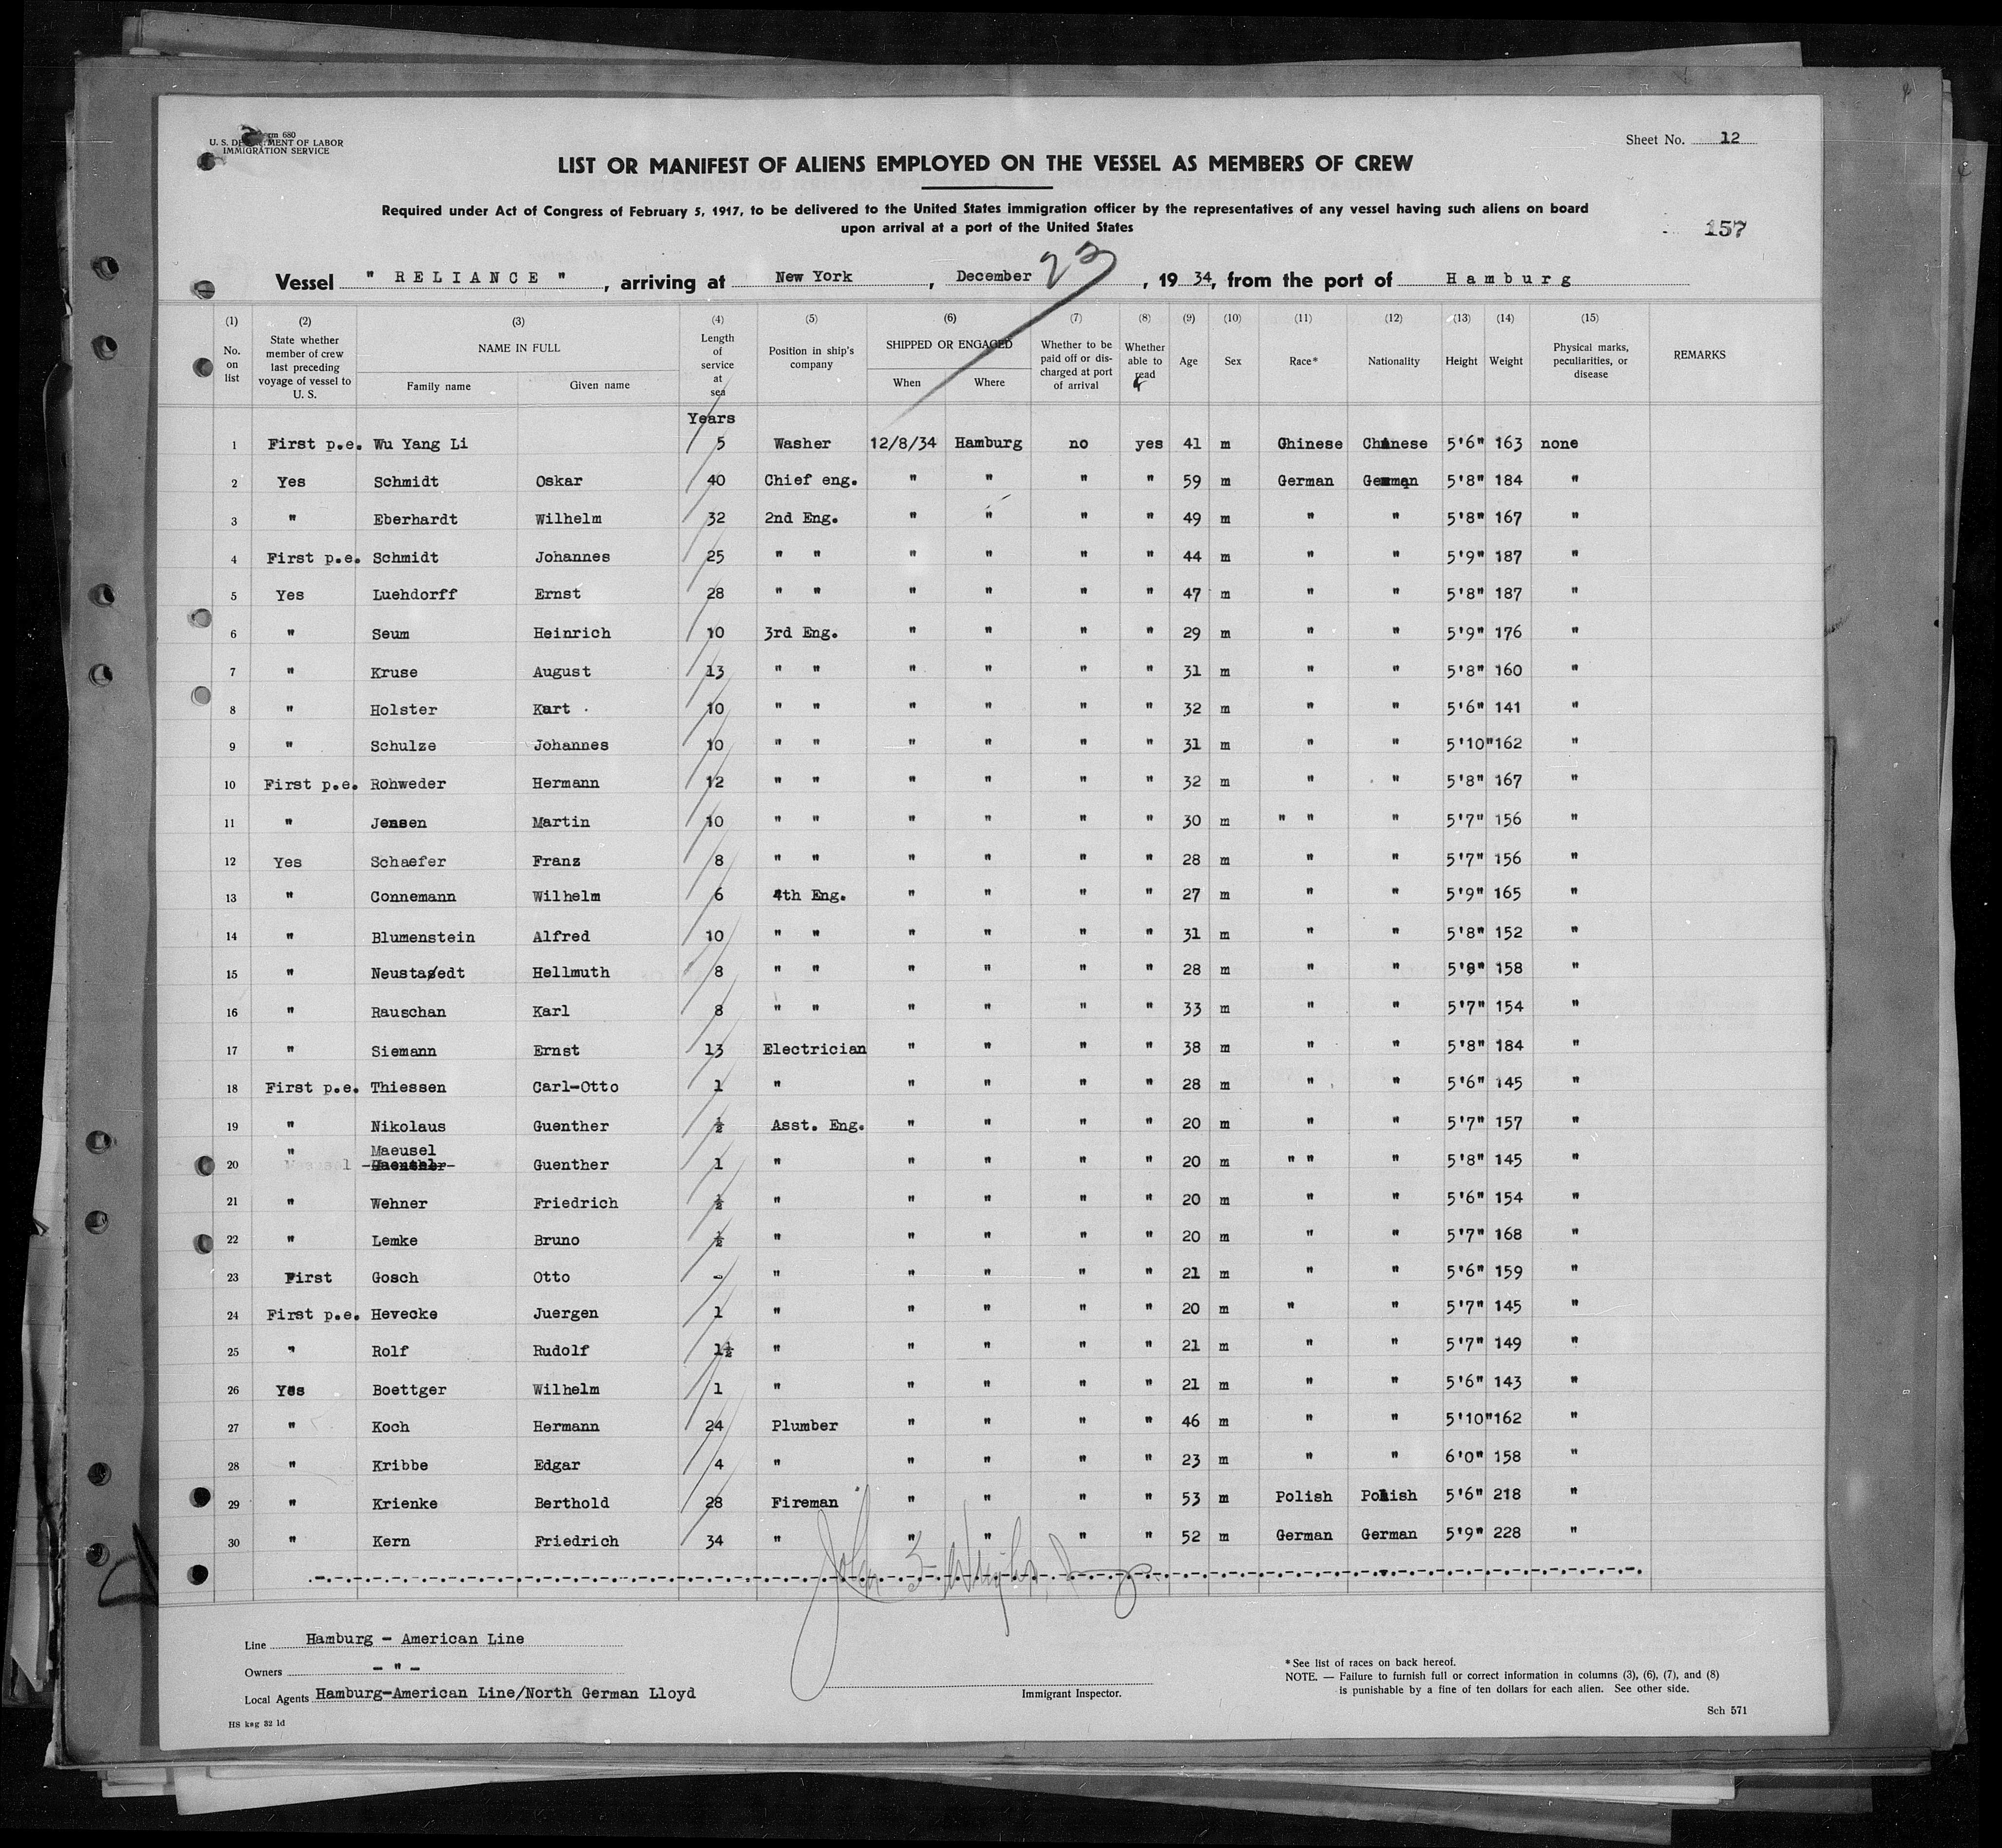 Form 680
U. S. DEPARTMENT OF LABOR
IMMIGRATION SERVICE
Sheet No. 12
LIST OR MANIFEST OF ALIENS EMPLOYED ON THE VESSEL AS MEMBERS OF CREW
Required under Act of Congress of February 5, 1917, to be delivered to the United States immigration officer by the representatives of any vessel having such aliens on board
upon arrival at a port of the United States
157
Vessel " RELIANCE ", arriving at New York, December 23, 1934, from the port of Hamburg
(1) (2) (3) (4) (5) (6) (7) (8) (9) (10) (11) (12) (13) (14) (15)
No. on list State whether member of crew last preceding voyage of vessel to U. S. NAME IN FULL Family name Given name Length of service at sea Position in ship's company SHIPPED OR ENGAGED When Where Whether to be paid off or discharged at port of arrival Whether able to read Age Sex Race* Nationality Height Weight Physical marks, peculiarities, or disease REMARKS
Years
1 First p.e. Wu Yang Li 5 Washer 12/8/34 Hamburg no yes 41 m Chinese Chinese 5'6" 163 none
2 Yes Schmidt Oskar 40 Chief eng. " " " " 59 m German German 5'8" 184 "
3 " Eberhardt Wilhelm 32 2nd Eng. " " " " 49 m " " 5'8" 167 "
4 First p.e. Schmidt Johannes 25 " " " " " " 44 m " " 5'9" 187 "
5 Yes Luehdorff Ernst 28 " " " " " " 47 m " " 5'8" 187 "
6 " Seum Heinrich 10 3rd Eng. " " " " 29 m " " 5'9" 176 "
7 " Kruse August 13 " " " " " " 31 m " " 5'8" 160 "
8 " Holster Kurt 10 " " " " " " 32 m " " 5'6" 141 "
9 " Schulze Johannes 10 " " " " " " 31 m " " 5'10" 162 "
10 First p.e. Rohweder Hermann 12 " " " " " " 32 m " " 5'8" 167 "
11 " Jensen Martin 10 " " " " " " 30 m " " " 5'7" 156 "
12 Yes Schaefer Franz 8 " " " " " " 28 m " " 5'7" 156 "
13 " Connemann Wilhelm 6 4th Eng. " " " " 27 m " " 5'9" 165 "
14 " Blumenstein Alfred 10 " " " " " " 31 m " " 5'8" 152 "
15 " Neustaedt Hellmuth 8 " " " " " " 28 m " " 5'8" 158 "
16 " Rauschan Karl 8 " " " " " " 33 m " " 5'7" 154 "
17 " Siemann Ernst 13 Electrician " " " " 38 m " " 5'8" 184 "
18 First p.e. Thiessen Carl-Otto 1 " " " " " 28 m " " 5'6" 145 "
19 " Nikolaus Guenther ½ Asst. Eng. " " " " 20 m " " 5'7" 157 "
20 " Maeusel Guenther 1 " " " " " 20 m " " " 5'8" 145 "
21 " Wehner Friedrich ½ " " " " " 20 m " " 5'6" 154 "
22 " Lemke Bruno ½ " " " " " 20 m " " 5'7" 168 "
23 First Gosch Otto - " " " " " 21 m " " 5'6" 159 "
24 First p.e. Hevecke Juergen 1 " " " " " 20 m " " 5'7" 145 "
25 " Rolf Rudolf 1½ " " " " " 21 m " " 5'7" 149 "
26 Yes Boettger Wilhelm 1 " " " " " 21 m " " 5'6" 143 "
27 " Koch Hermann 24 Plumber " " " " 46 m " " 5'10" 162 "
28 " Kribbe Edgar 4 " " " " " 23 m " " 6'0" 158 "
29 " Krienke Berthold 28 Fireman " " " " 53 m Polish Polish 5'6" 218 "
30 " Kern Friedrich 34 " " " " " 52 m German German 5'9" 228 "
Line Hamburg - American Line
Owners - " -
Local Agents Hamburg-American Line/North German Lloyd
Immigrant Inspector.
* See list of races on back hereof.
NOTE. — Failure to furnish full or correct information in columns (3), (6), (7), and (8)
is punishable by a fine of ten dollars for each alien. See other side.
HS kag 32 1d
Sch 571